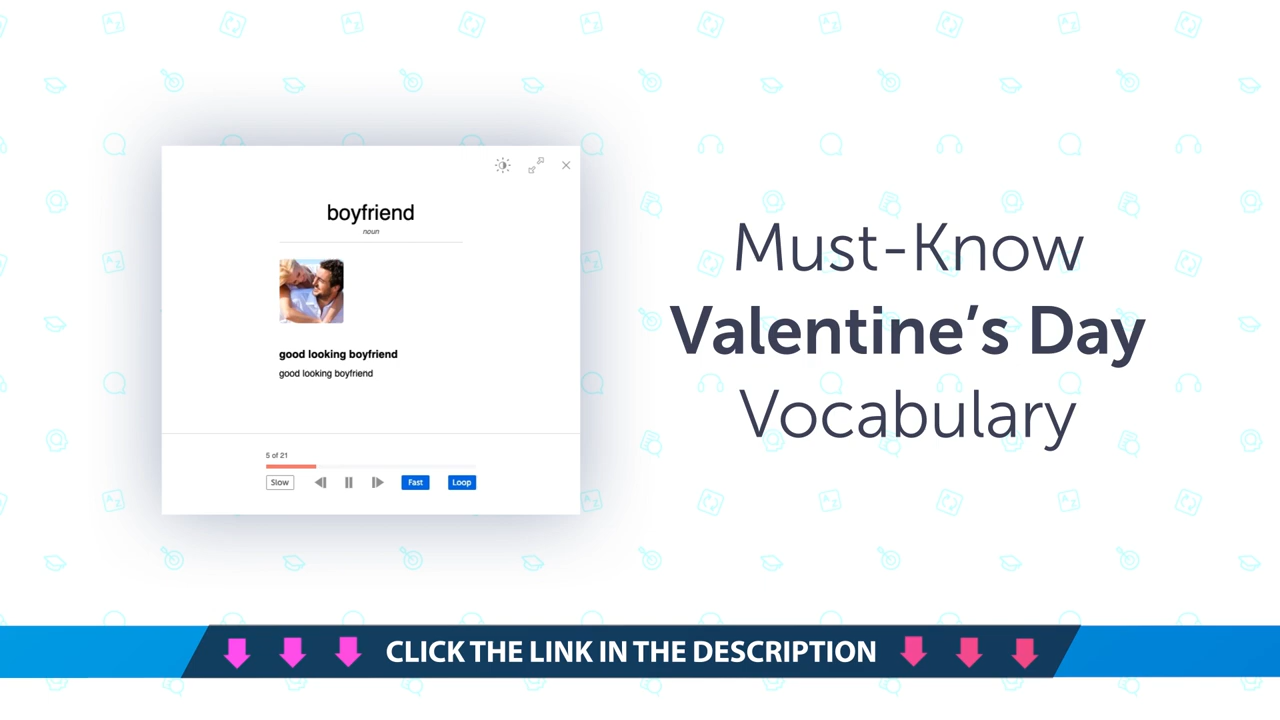 boyfriend
noun
good looking boyfriend
good looking boyfriend
5 of 21
Slow
Fast
Loop
Must-Know
Valentine's Day
Vocabulary
CLICK THE LINK IN THE DESCRIPTION